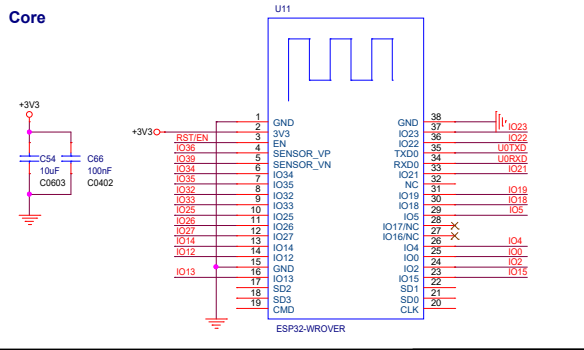 Core
U11
+3V3
C54
10uF
C0603
C66
100nF
C0402
+3V3
1 GND
2 3V3
RST/EN 3 EN
IO36 4 SENSOR_VP
IO39 5 SENSOR_VN
IO34 6 IO34
IO35 7 IO35
IO32 8 IO32
IO33 9 IO33
IO25 10 IO25
IO26 11 IO26
IO27 12 IO27
IO14 13 IO14
IO12 14 IO12
15 GND
IO13 16 IO13
17 SD2
18 SD3
19 CMD
GND 38
IO23 37 IO23
IO22 36 IO22
TXD0 35 U0TXD
RXD0 34 U0RXD
IO21 33 IO21
NC 32
IO19 31 IO19
IO18 30 IO18
IO5 29 IO5
IO17/NC 28
IO16/NC 27
IO4 26 IO4
IO0 25 IO0
IO2 24 IO2
IO15 23 IO15
SD1 22
SD0 21
CLK 20
ESP32-WROVER